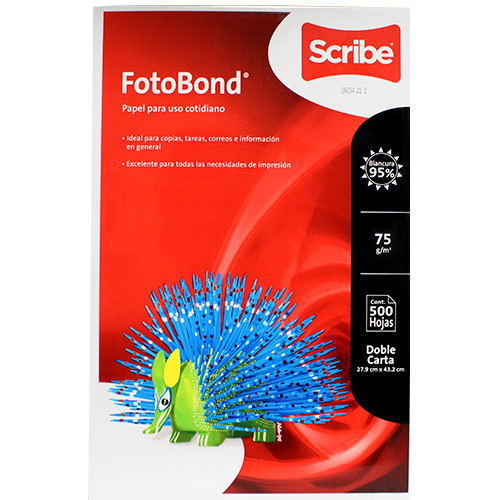 Scribe®
FotoBond®
Papel para uso cotidiano
• Ideal para copias, tareas, correos e información
en general
• Excelente para todas las necesidades de impresión
Blancura
95%
75
g/m²
Cont.
500
Hojas
Doble
Carta
27.9 cm x 43.2 cm